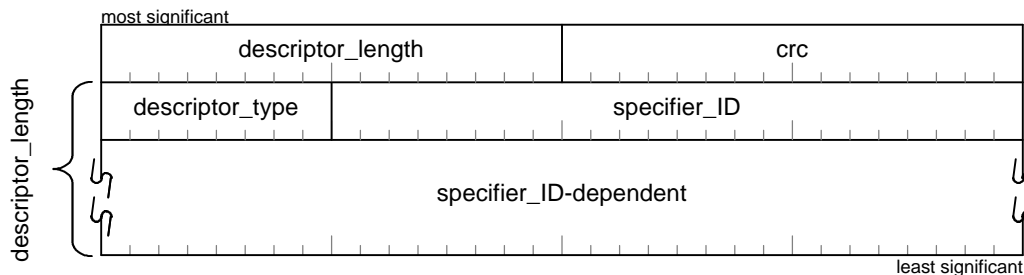 most significant
descriptor_length crc
descriptor_length
descriptor_type specifier_ID
specifier_ID-dependent
least significant